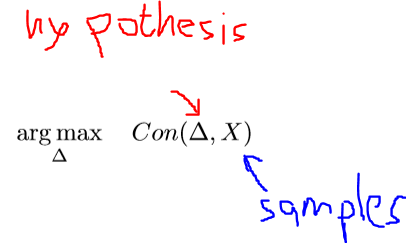 hypothesis
arg max Con(Δ, X)
Δ
samples